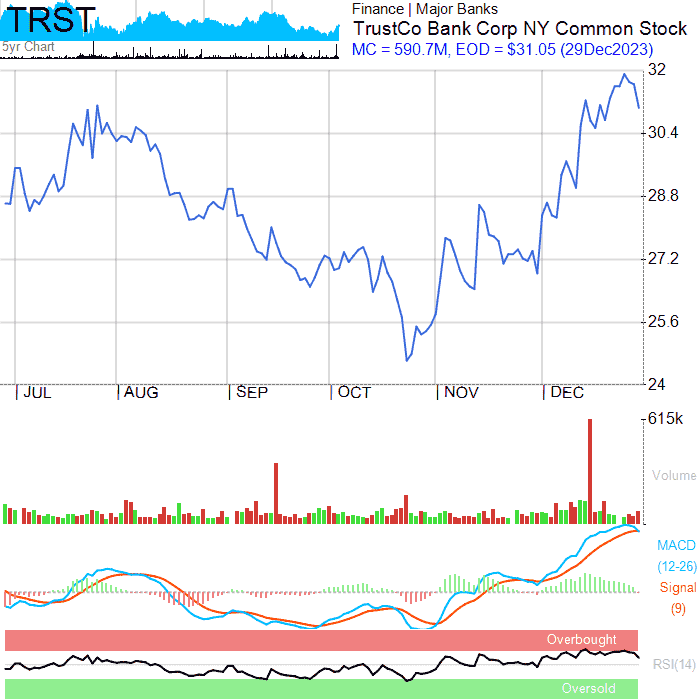 TRST
5yr Chart
Finance | Major Banks
TrustCo Bank Corp NY Common Stock
MC = 590.7M, EOD = $31.05 (29Dec2023)
32
30.4
28.8
27.2
25.6
24
JUL AUG SEP OCT NOV DEC
615k
Volume
MACD
(12-26)
Signal
(9)
Overbought
RSI(14)
Oversold